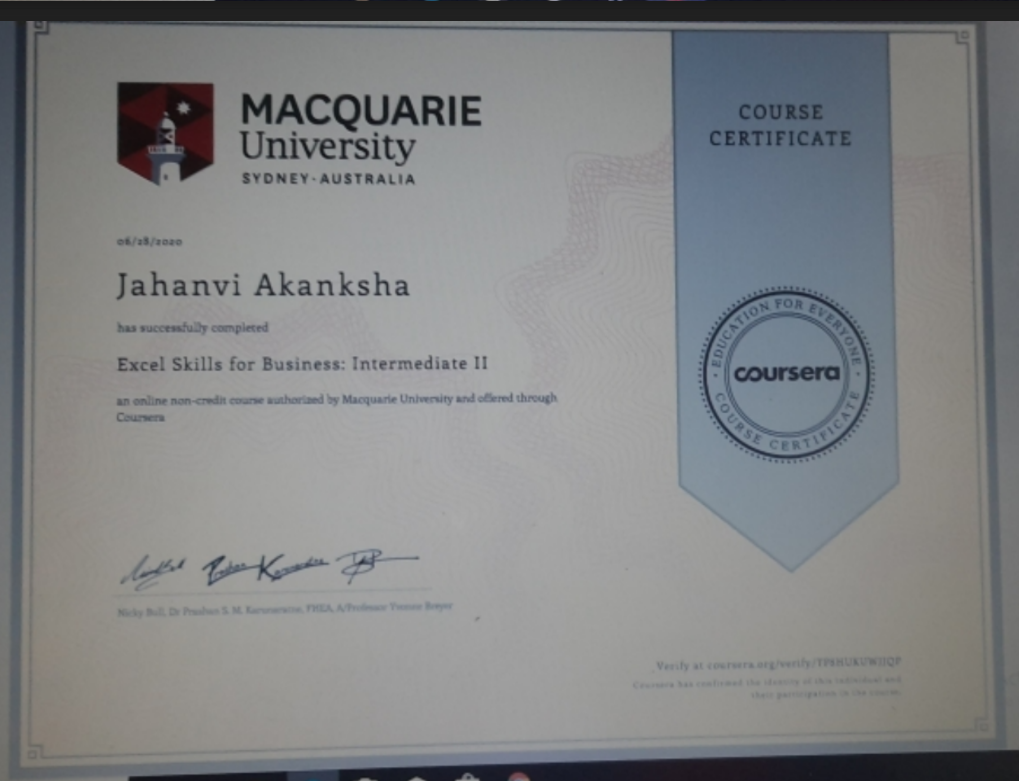 MACQUARIE
University
SYDNEY·AUSTRALIA
COURSE
CERTIFICATE
06/28/2020
Jahanvi Akanksha
has successfully completed
Excel Skills for Business: Intermediate II
an online non-credit course authorized by Macquarie University and offered through
Coursera
EDUCATION FOR EVERYONE
coursera
COURSE CERTIFICATE
Nicky Bull, Dr Prashan S. M. Karunaratne, FHEA, A/Professor Yvonne Breyer
Verify at coursera.org/verify/
Coursera has confirmed the identity of this individual and
their participation in the course.